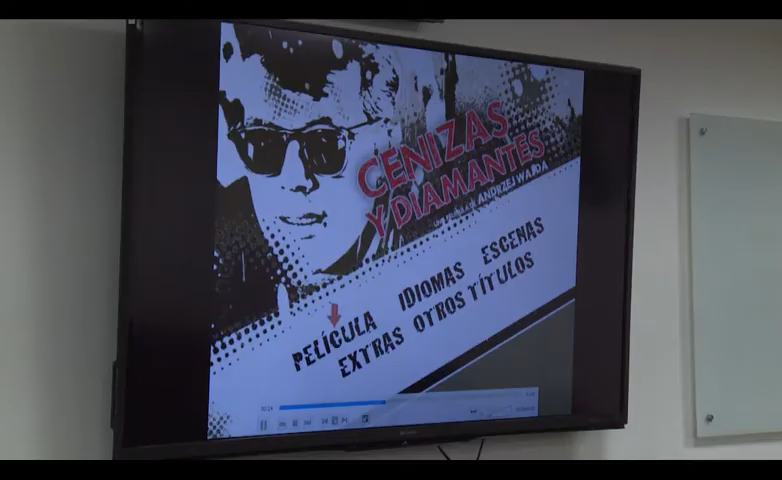 CENIZAS
Y DIAMANTES
ANDRZEJ WAJDA
PELÍCULA IDIOMAS ESCENAS
EXTRAS OTROS TÍTULOS